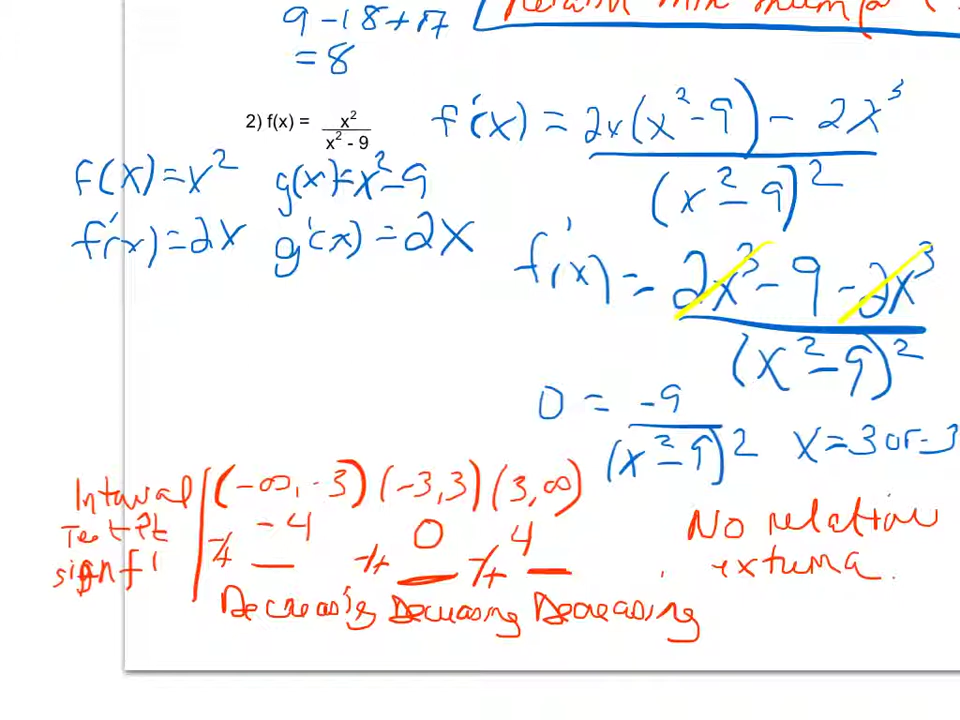 9 -18 + 17
= 8
2) f(x) = x² / (x² - 9)
f'(x) = (2x(x² - 9) - 2x³) / (x² - 9)²
f(x) = x² g(x) = x² - 9
f'(x) = 2x g'(x) = 2x
f'(x) = (2x³ - 9 - 2x³) / (x² - 9)²
0 = -9 / (x² - 9)² x = 3 or -3
Interval (-∞, -3) (-3, 3) (3, ∞)
Test Pt -4 0 4
sign f' — — —
Decreasing Decreasing Decreasing
No relative
extrema.